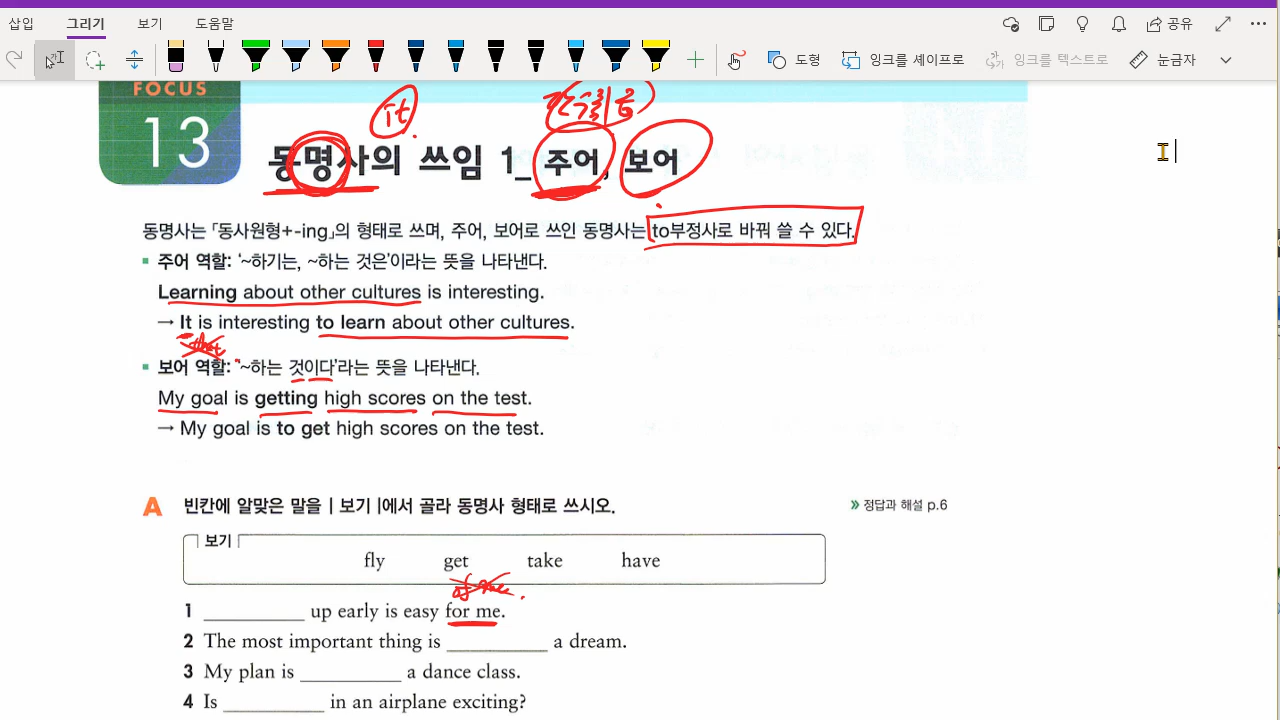 삽입 그리기 보기 도움말 공유
도형 잉크를 셰이프로 잉크를 텍스트로 눈금자
FOCUS
13
it
동명사의 쓰임 1_ 주어, 보어
동명사는 「동사원형+-ing」의 형태로 쓰며, 주어, 보어로 쓰인 동명사는 to부정사로 바꿔 쓸 수 있다.
▪ 주어 역할: '~하기는, ~하는 것은'이라는 뜻을 나타낸다.
Learning about other cultures is interesting.
→ It is interesting to learn about other cultures.
▪ 보어 역할: '~하는 것이다'라는 뜻을 나타낸다.
My goal is getting high scores on the test.
→ My goal is to get high scores on the test.
A 빈칸에 알맞은 말을 | 보기 |에서 골라 동명사 형태로 쓰시오.
» 정답과 해설 p.6
보기
fly get take have
of me
1 __________ up early is easy for me.
2 The most important thing is __________ a dream.
3 My plan is __________ a dance class.
4 Is __________ in an airplane exciting?